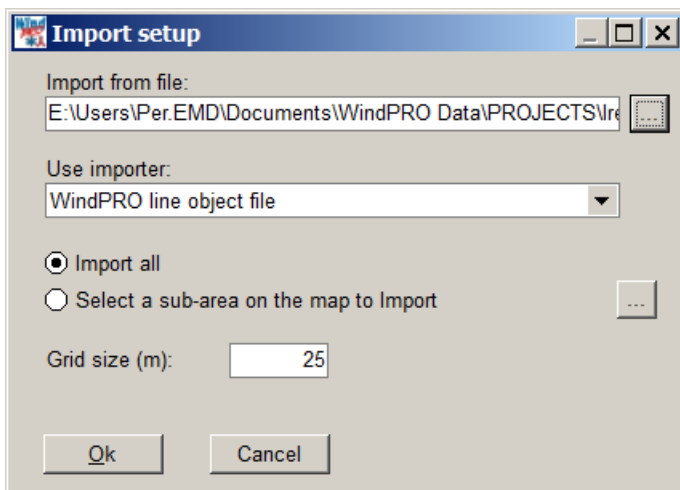 Import setup
Import from file:
E:\Users\Per.EMD\Documents\WindPRO Data\PROJECTS\Ire
...
Use importer:
WindPRO line object file
Import all
Select a sub-area on the map to Import
...
Grid size (m):
25
Ok
Cancel